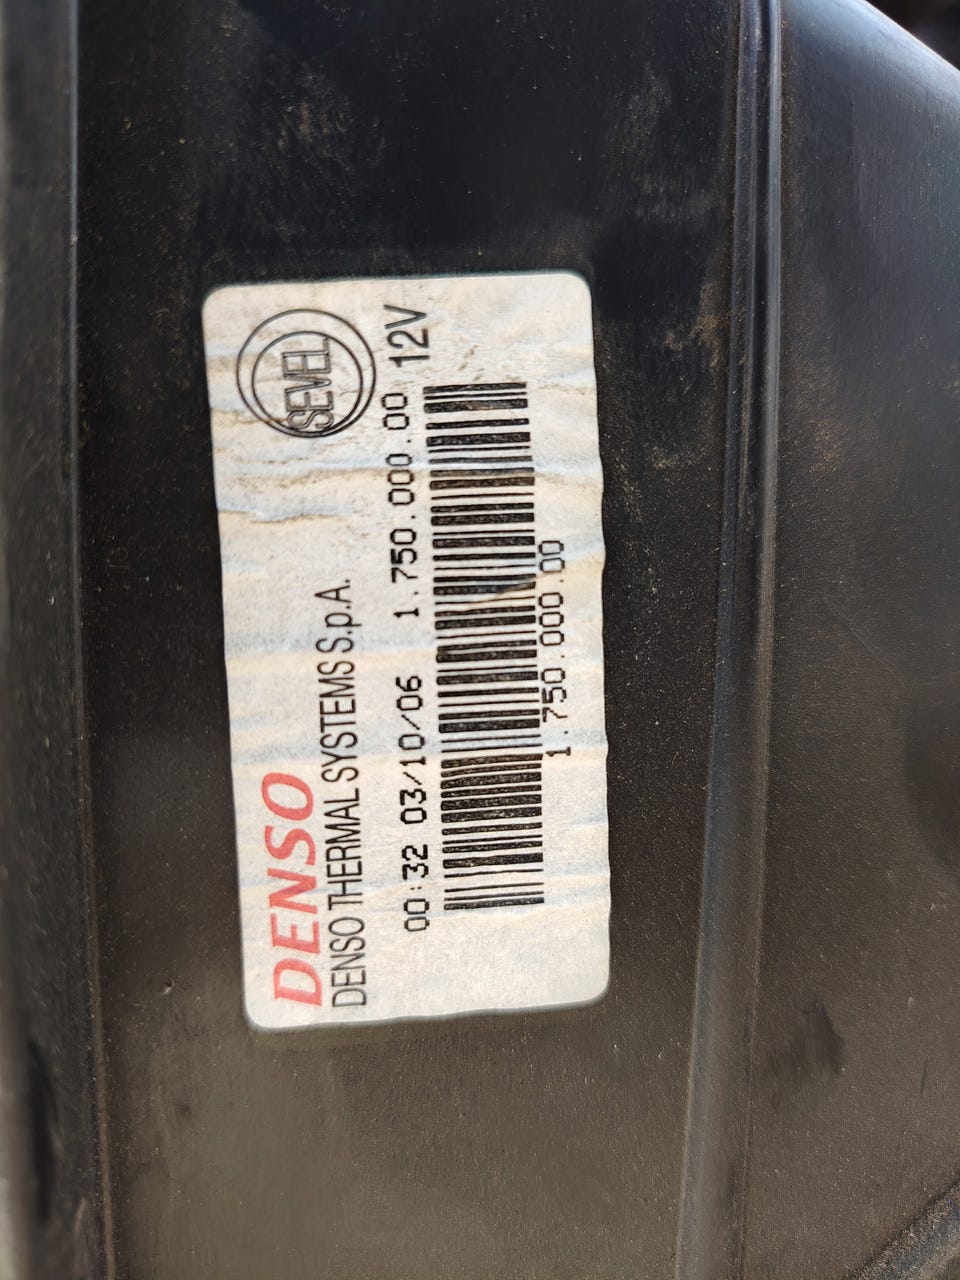 DENSO
SEVEL
DENSO THERMAL SYSTEMS S.p.A.
00:32 03/10/06 1.750.000.00 12V
1.750.000.00